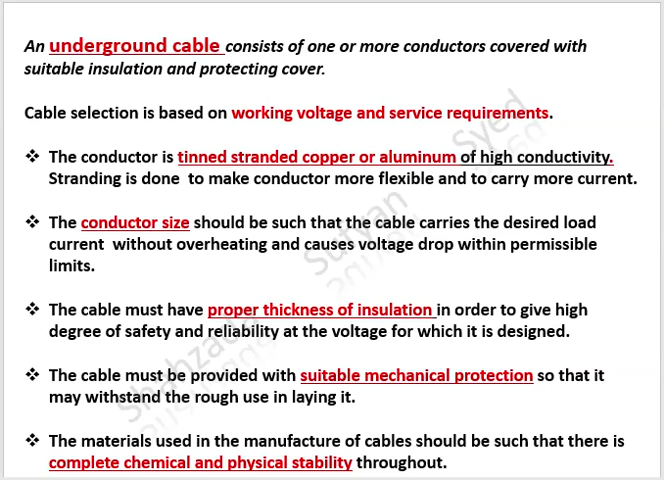 An underground cable consists of one or more conductors covered with
suitable insulation and protecting cover.
Cable selection is based on working voltage and service requirements.
❖ The conductor is tinned stranded copper or aluminum of high conductivity.
Stranding is done to make conductor more flexible and to carry more current.
❖ The conductor size should be such that the cable carries the desired load
current without overheating and causes voltage drop within permissible
limits.
❖ The cable must have proper thickness of insulation in order to give high
degree of safety and reliability at the voltage for which it is designed.
❖ The cable must be provided with suitable mechanical protection so that it
may withstand the rough use in laying it.
❖ The materials used in the manufacture of cables should be such that there is
complete chemical and physical stability throughout.
Syed
Sufyan
Shahzada